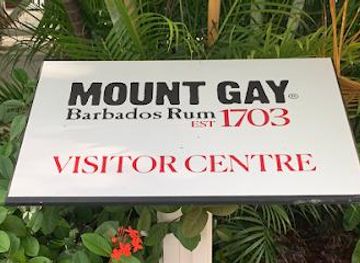 MOUNT GAY®
Barbados Rum EST 1703
VISITOR CENTRE